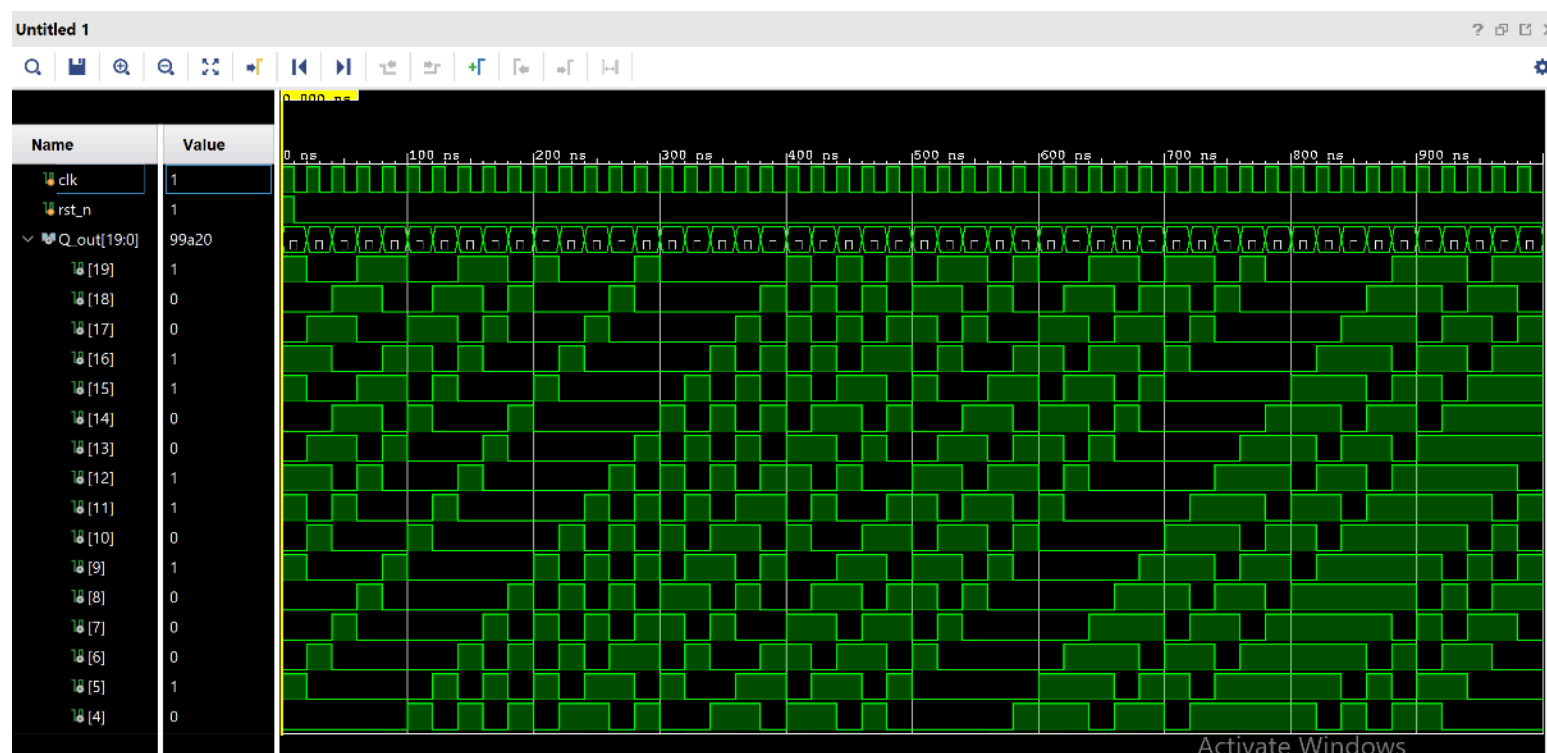 Untitled 1
?
0.000 ns
Name Value
0 ns 100 ns 200 ns 300 ns 400 ns 500 ns 600 ns 700 ns 800 ns 900 ns
clk 1
rst_n 1
Q_out[19:0] 99a20
[19] 1
[18] 0
[17] 0
[16] 1
[15] 1
[14] 0
[13] 0
[12] 1
[11] 1
[10] 0
[9] 1
[8] 0
[7] 0
[6] 0
[5] 1
[4] 0
Activate Windows